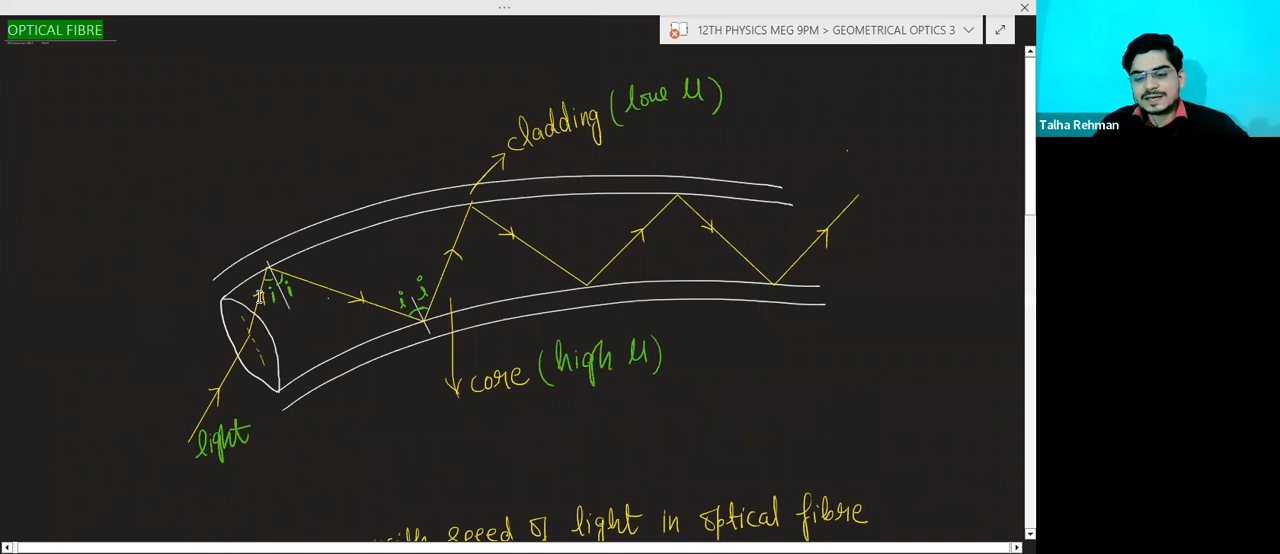 OPTICAL FIBRE
12TH PHYSICS MEG 9PM > GEOMETRICAL OPTICS 3
Talha Rehman
cladding (low μ)
i i
i i
core (high μ)
light
with speed of light in optical fibre